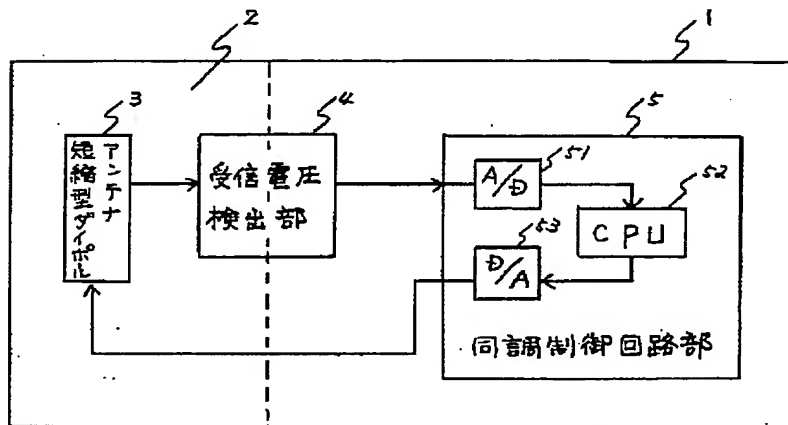 2
1
3
短縮型ダイポル
アンテナ
4
受信電圧
検出部
5
A/D
51
CPU
52
D/A
53
同調制御回路部